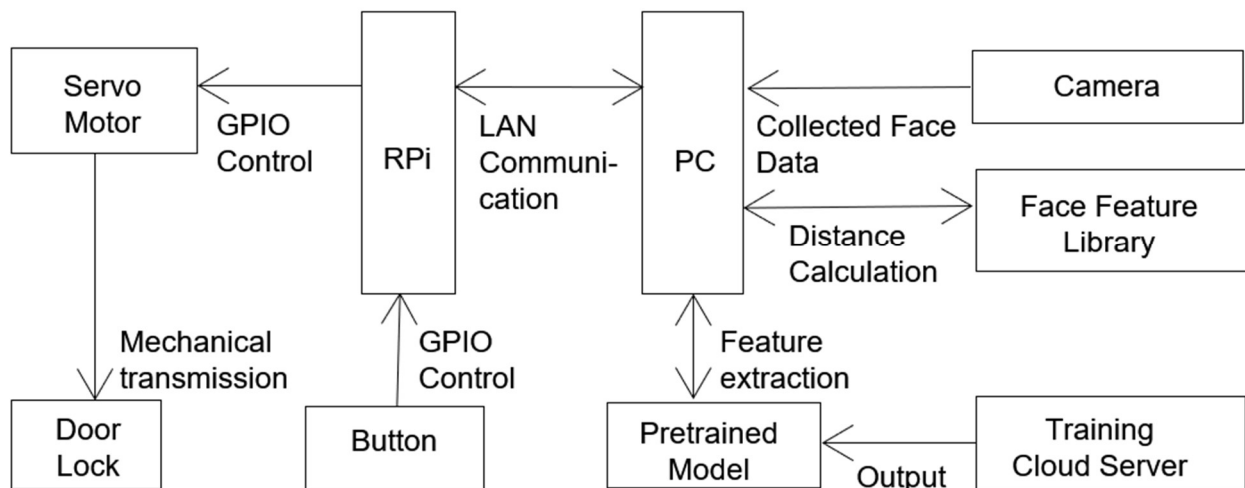 Servo
Motor
GPIO
Control
RPi
LAN
Communi-
cation
PC
Collected Face
Data
Camera
Distance
Calculation
Face Feature
Library
Mechanical
transmission
GPIO
Control
Feature
extraction
Door
Lock
Button
Pretrained
Model
Output
Training
Cloud Server